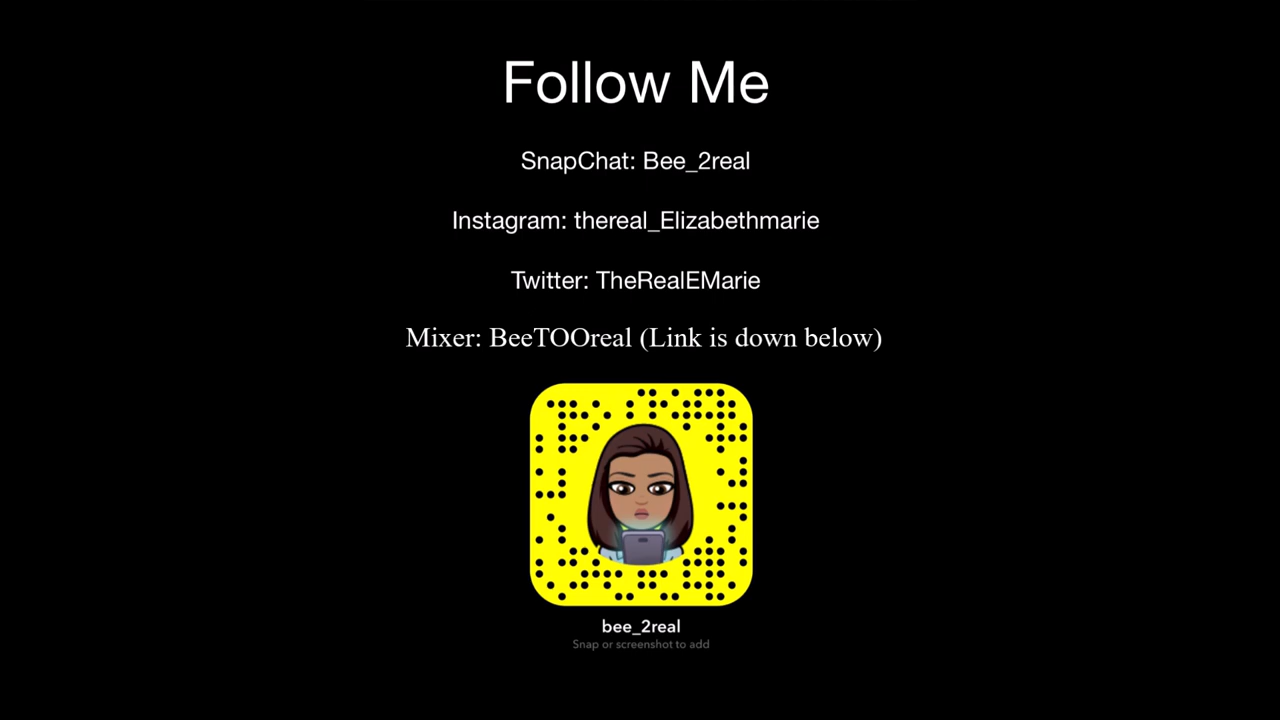 Follow Me
SnapChat: Bee_2real
Instagram: thereal_Elizabethmarie
Twitter: TheRealEMarie
Mixer: BeeTOOreal (Link is down below)
bee_2real
Snap or screenshot to add